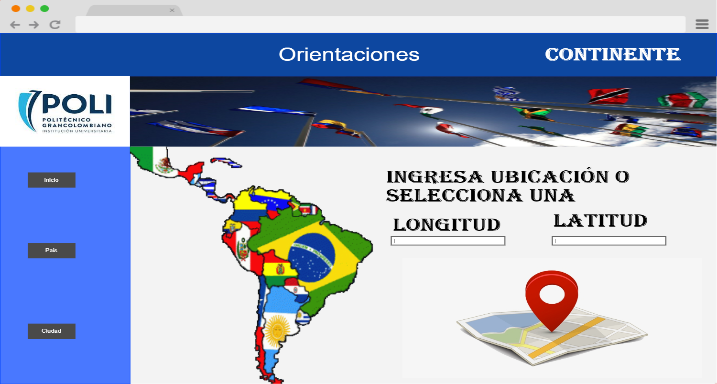 Orientaciones
CONTINENTE
POLI
POLITÉCNICO
GRANCOLOMBIANO
INSTITUCIÓN UNIVERSITARIA
Inicio
País
Ciudad
INGRESA UBICACIÓN O
SELECCIONA UNA
LONGITUD
LATITUD